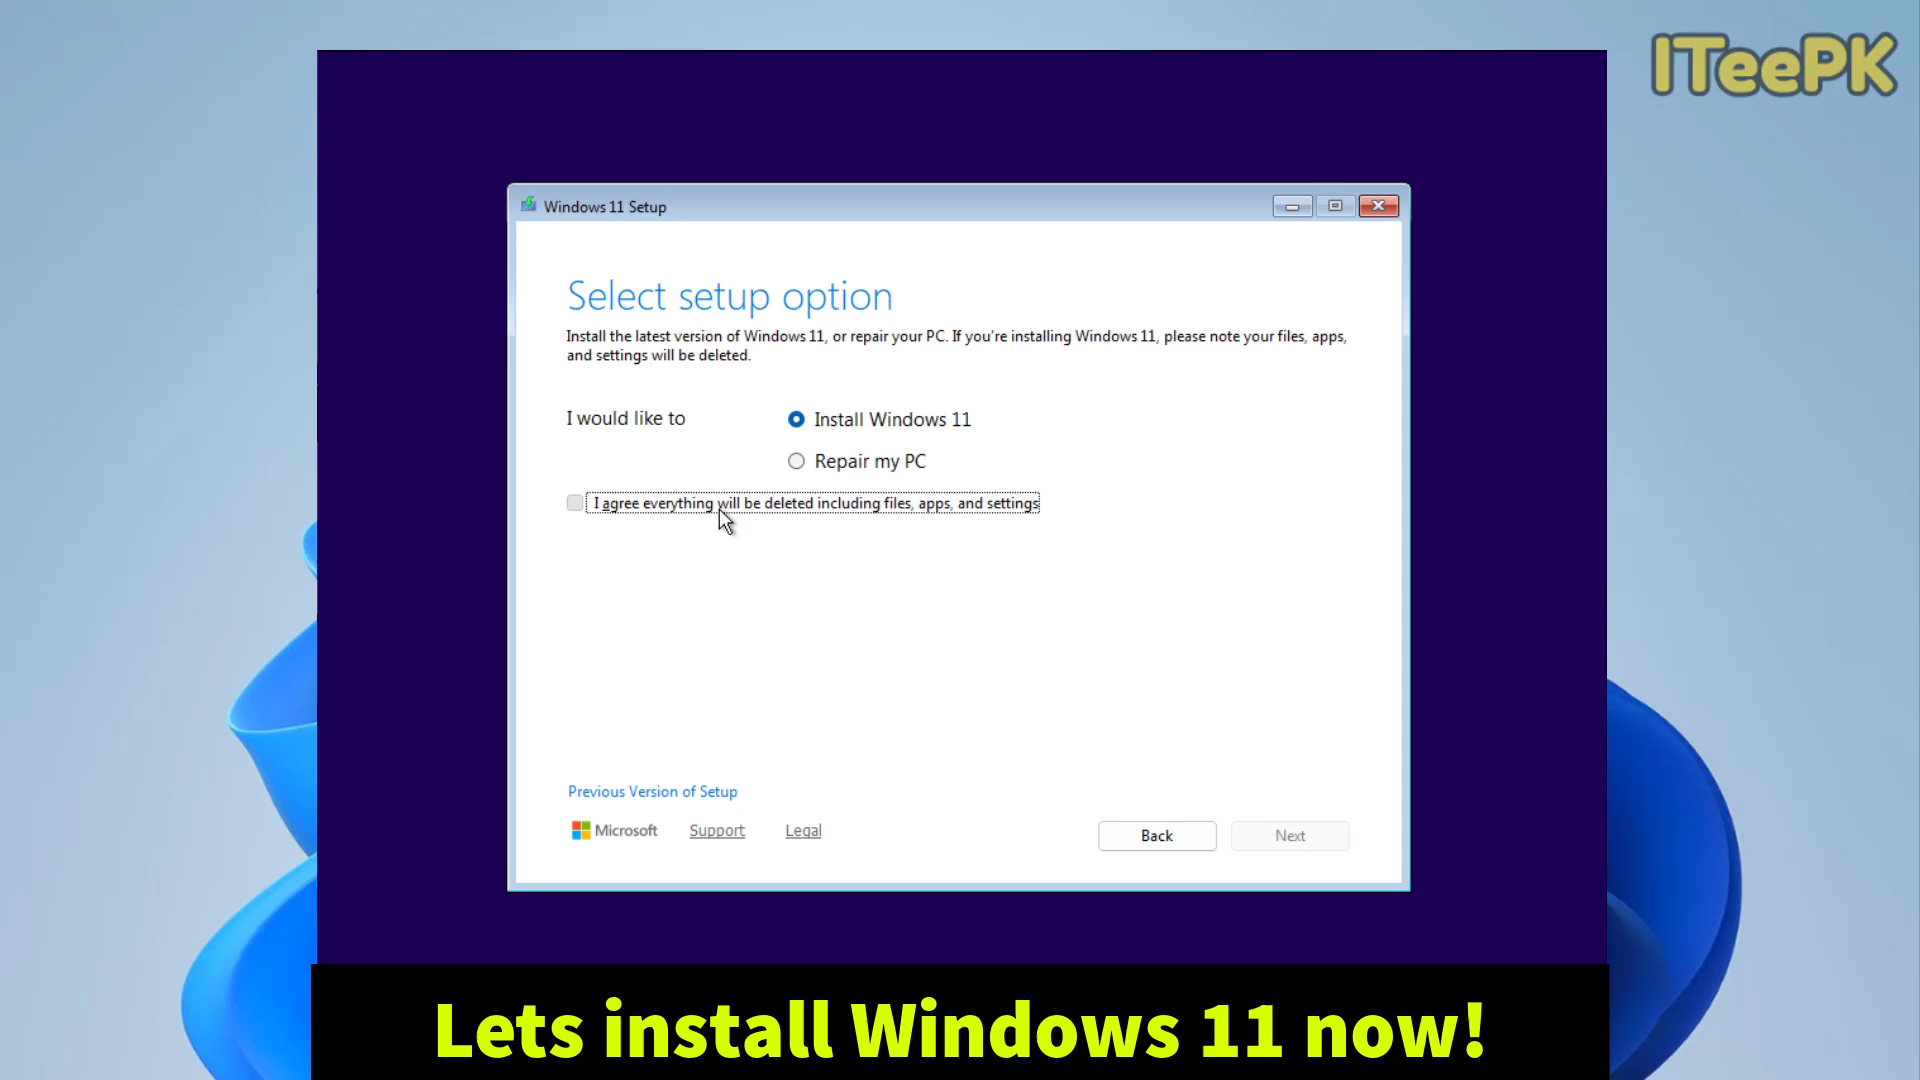 ITeePK
Windows 11 Setup
Select setup option
Install the latest version of Windows 11, or repair your PC. If you're installing Windows 11, please note your files, apps,
and settings will be deleted.
I would like to
Install Windows 11
Repair my PC
I agree everything will be deleted including files, apps, and settings
Previous Version of Setup
Microsoft
Support
Legal
Back
Next
Lets install Windows 11 now!